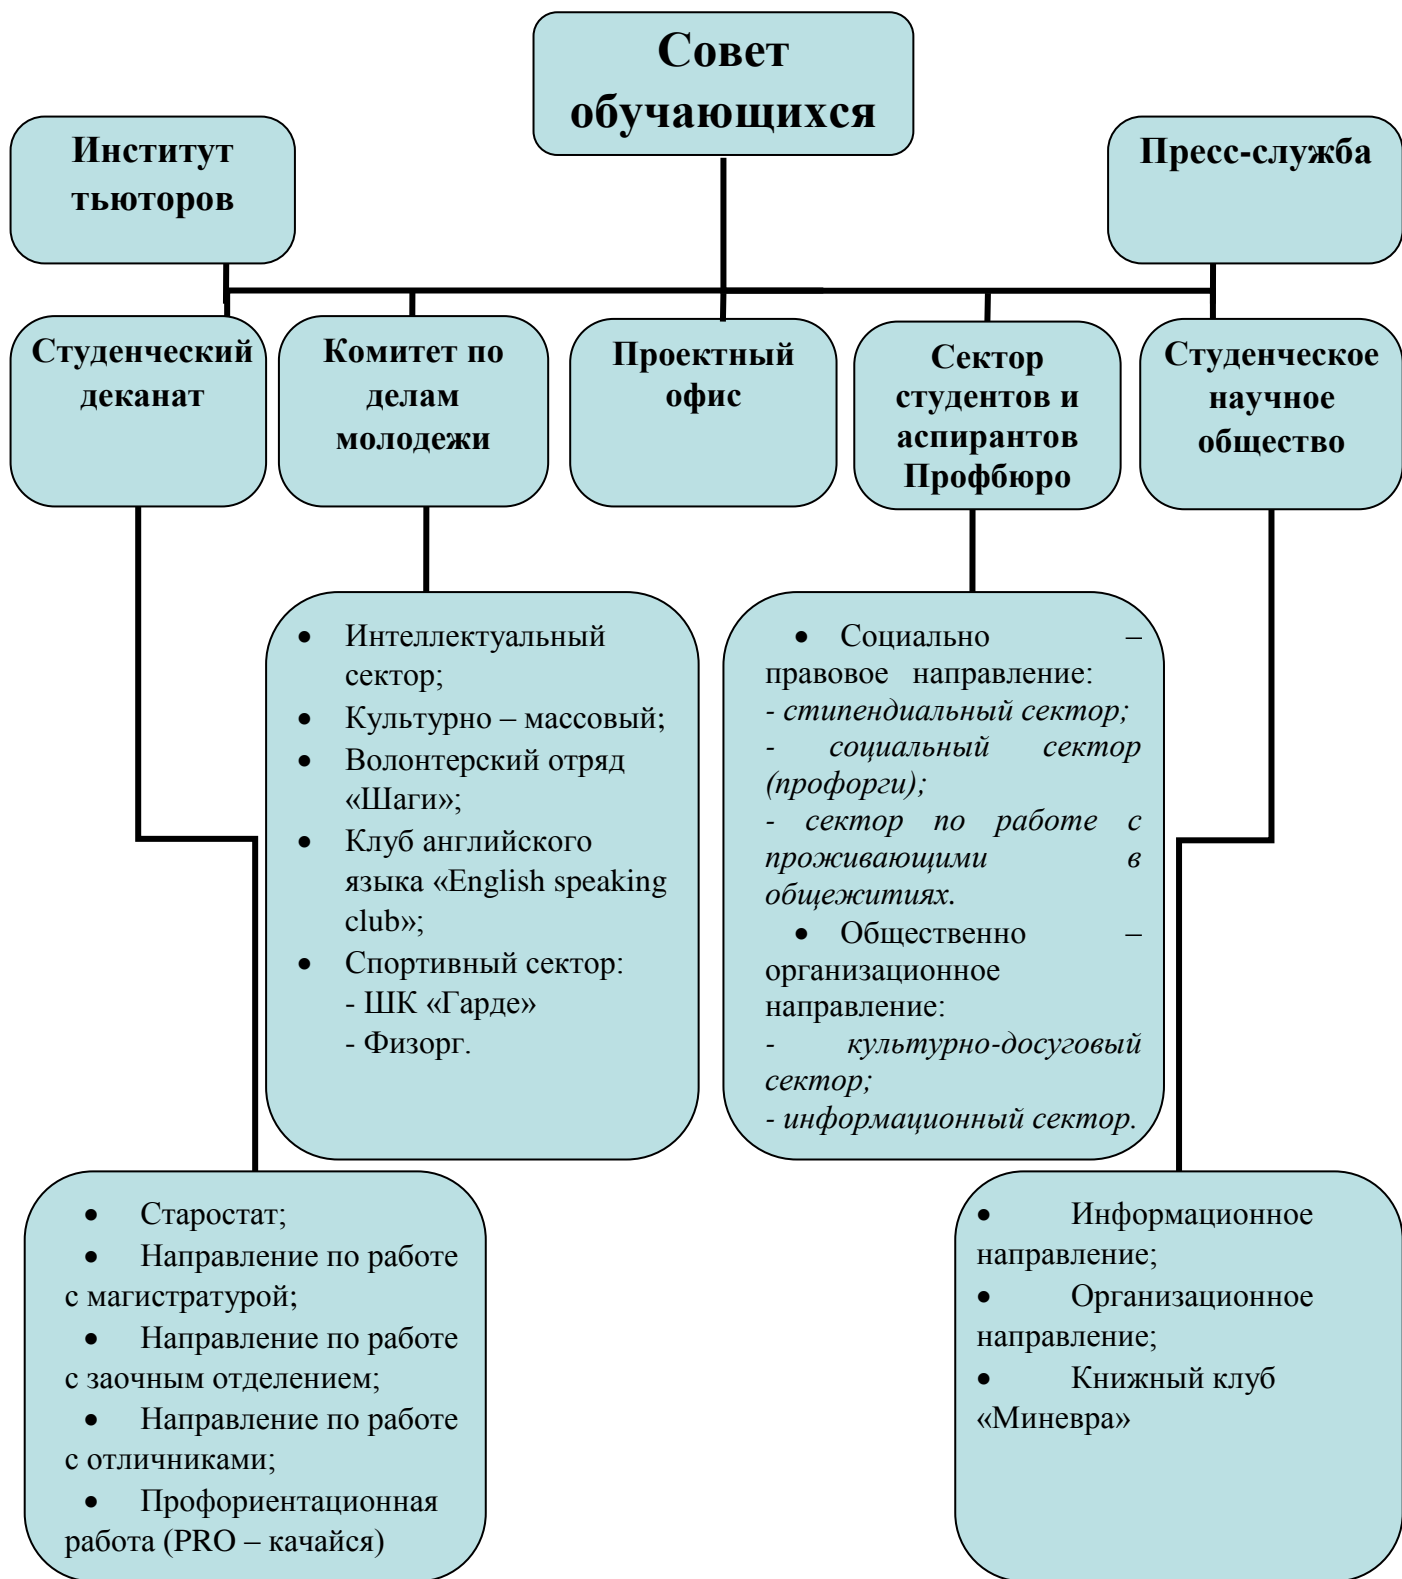 Совет
обучающихся
Институт
тьюторов
Пресс-служба
Студенческий
деканат
Комитет по
делам
молодежи
Проектный
офис
Сектор
студентов и
аспирантов
Профбюро
Студенческое
научное
общество
• Интеллектуальный
сектор;
• Культурно – массовый;
• Волонтерский отряд
«Шаги»;
• Клуб английского
языка «English speaking
club»;
• Спортивный сектор:
- ШК «Гарде»
- Физорг.
• Социально –
правовое направление:
- стипендиальный сектор;
- социальный сектор
(профорги);
- сектор по работе с
проживающими в
общежитиях.
• Общественно –
организационное
направление:
- культурно-досуговый
сектор;
- информационный сектор.
• Старостат;
• Направление по работе
с магистратурой;
• Направление по работе
с заочным отделением;
• Направление по работе
с отличниками;
• Профориентационная
работа (PRO – качайся)
• Информационное
направление;
• Организационное
направление;
• Книжный клуб
«Миневра»